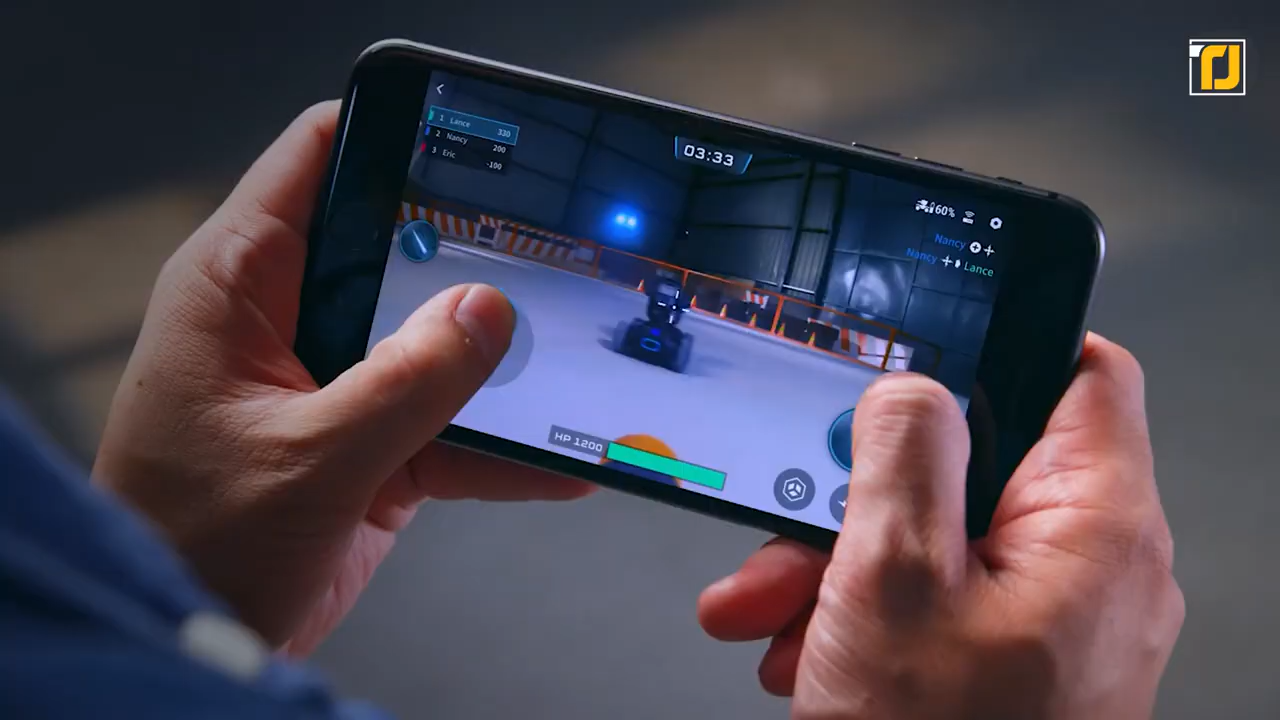 1 Lance 330
2 Nancy 200
3 Eric -100
03:33
60%
Nancy
Nancy Lance
HP 1200